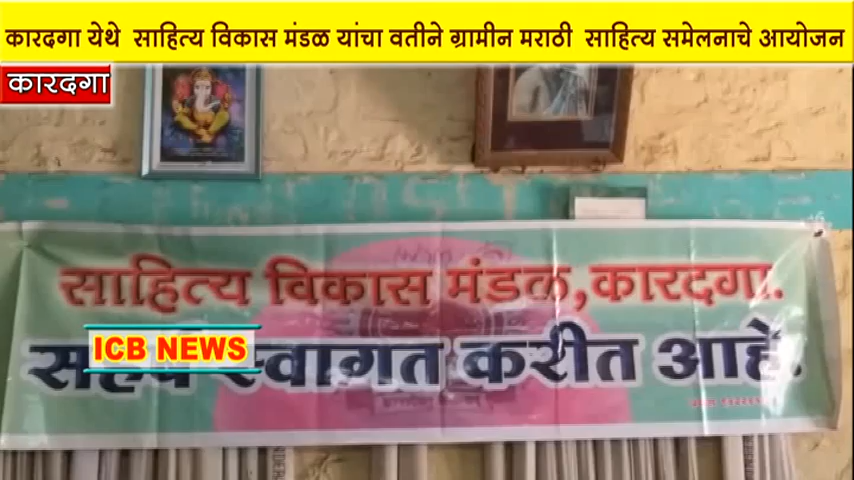 कारदगा येथे साहित्य विकास मंडळ यांचा वतीने ग्रामीन मराठी साहित्य समेलनाचे आयोजन
कारदगा
साहित्य विकास मंडळ, कारदगा.
ICB NEWS
स्वागत करीत आहे.